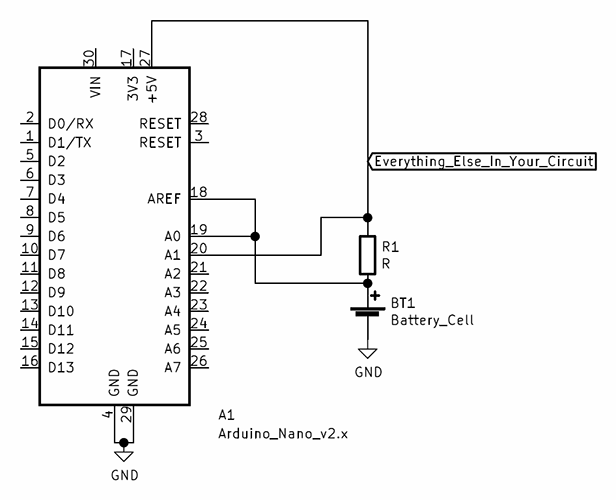 30 17 27
VIN 3V3 +5V
2 D0/RX RESET 28
1 D1/TX RESET 3
5 D2
Everything_Else_In_Your_Circuit
6 D3
7 D4 AREF 18
8 D5
9 D6 A0 19
10 D7 A1 20
R1
R
11 D8 A2 21
12 D9 A3 22
13 D10 A4 23
14 D11 A5 24
15 D12 A6 25
16 D13 A7 26
+
BT1
Battery_Cell
GND
GND GND
4 29
A1
Arduino_Nano_v2.x
GND